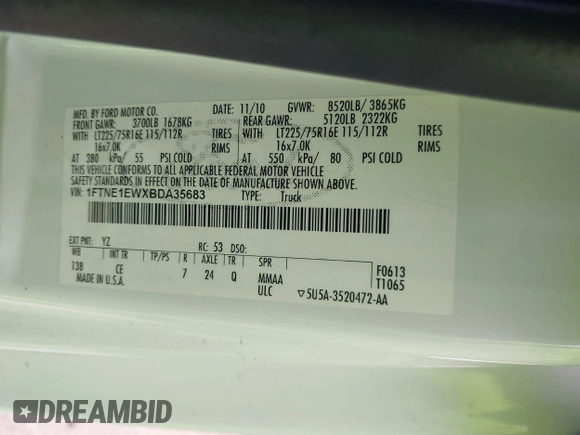 MFD. BY FORD MOTOR CO. DATE: 11/10 GVWR: 8520LB/ 3865KG
FRONT GAWR: 3700LB 1678KG REAR GAWR: 5120LB 2322KG
WITH LT225/75R16E 115/112R TIRES WITH LT225/75R16E 115/112R TIRES
16x7.0K RIMS 16x7.0K RIMS
AT 380 kPa/ 55 PSI COLD AT 550 kPa/ 80 PSI COLD
THIS VEHICLE CONFORMS TO ALL APPLICABLE FEDERAL MOTOR VEHICLE
SAFETY STANDARDS IN EFFECT ON THE DATE OF MANUFACTURE SHOWN ABOVE.
VIN: 1FTNE1EWXBDA35683 TYPE: Truck
EXT PNT: YZ RC: 53 DSO:
WB INT TR TP/PS R AXLE TR SPR F0613
138 CE 7 24 Q MMAA T1065
MADE IN U.S.A. ULC ▽5U5A-3520472-AA
DREAMBID